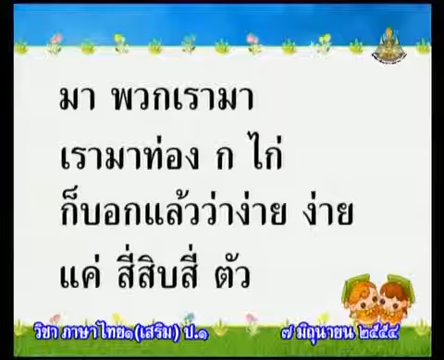 มา พวกเรามา
เรามาท่อง ก ไก่
ก็บอกแล้วว่าง่าย ง่าย
แค่ สี่สิบสี่ ตัว
วิชา ภาษาไทย๑(เสริม) ป.๑
๗ มิถุนายน ๒๕๕๔